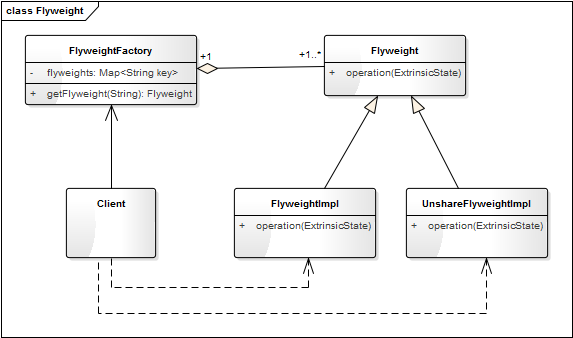 class Flyweight
FlyweightFactory
- flyweights: Map<String key>
+ getFlyweight(String): Flyweight
+1
+1..*
Flyweight
+ operation(ExtrinsicState)
Client
FlyweightImpl
+ operation(ExtrinsicState)
UnshareFlyweightImpl
+ operation(ExtrinsicState)